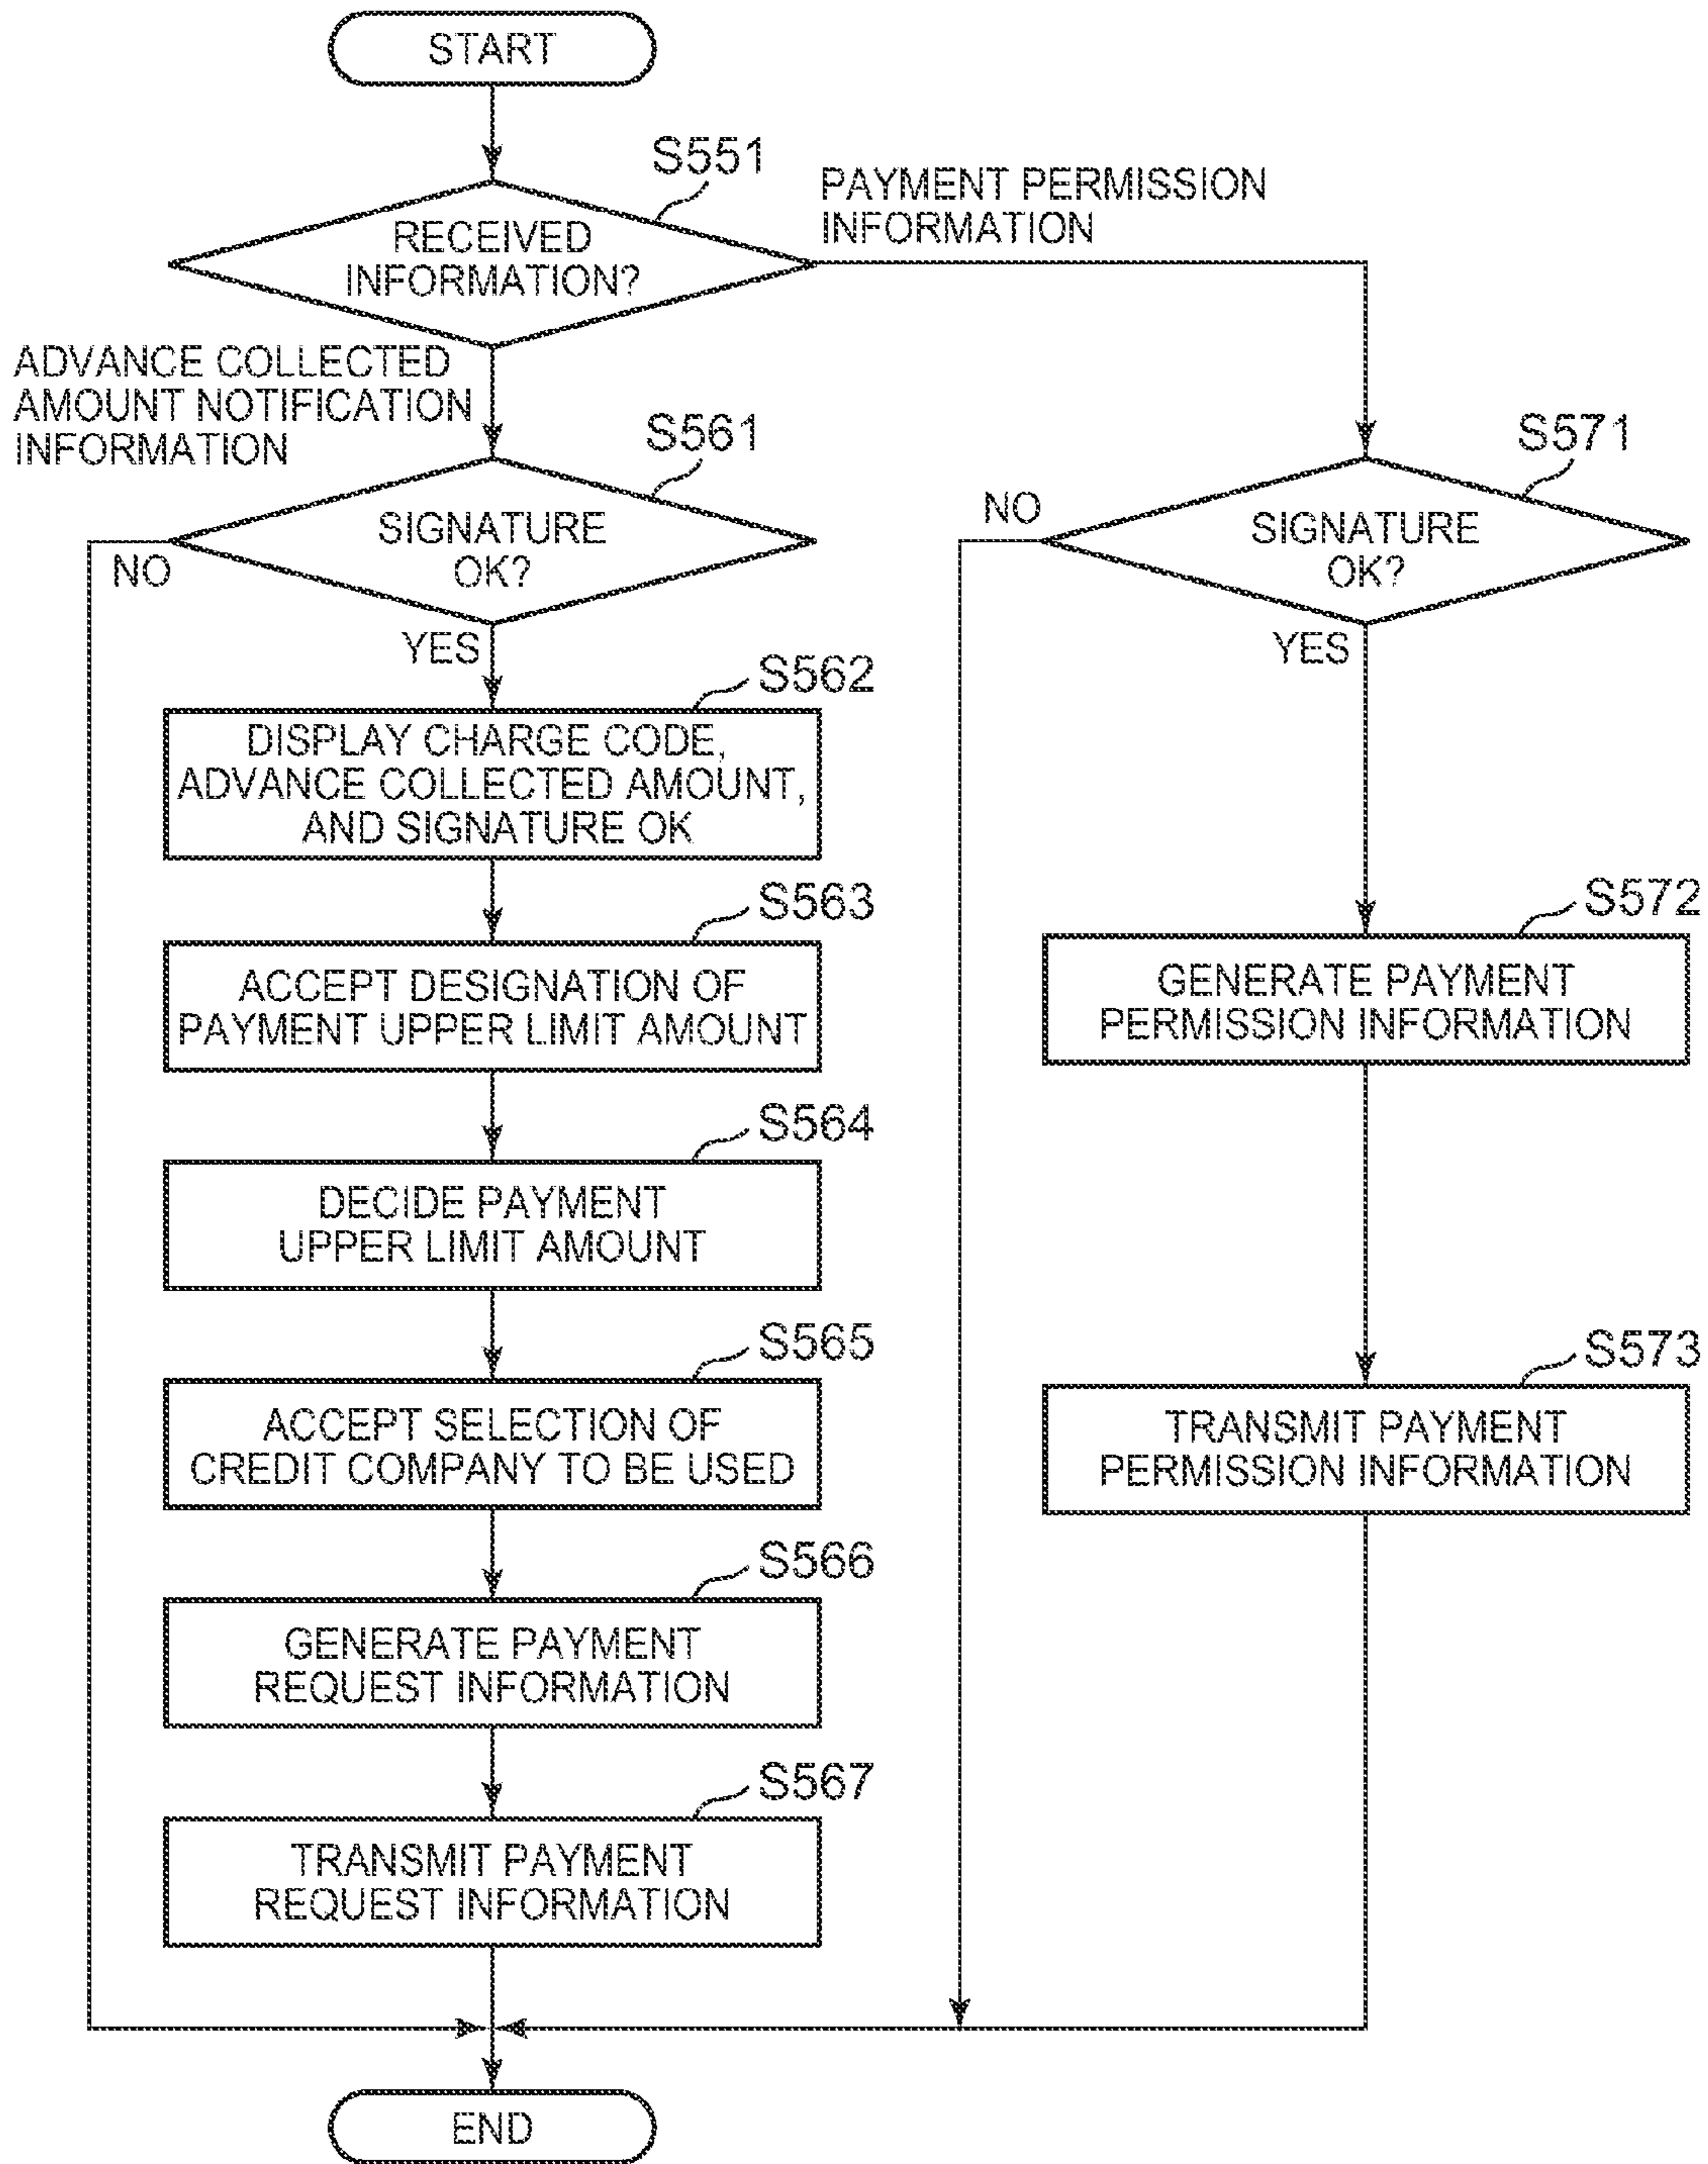 START
S551
RECEIVED
INFORMATION?
PAYMENT PERMISSION
INFORMATION
ADVANCE COLLECTED
AMOUNT NOTIFICATION
INFORMATION
S561
SIGNATURE
OK?
NO
YES
S562
DISPLAY CHARGE CODE,
ADVANCE COLLECTED AMOUNT,
AND SIGNATURE OK
S563
ACCEPT DESIGNATION OF
PAYMENT UPPER LIMIT AMOUNT
S564
DECIDE PAYMENT
UPPER LIMIT AMOUNT
S565
ACCEPT SELECTION OF
CREDIT COMPANY TO BE USED
S566
GENERATE PAYMENT
REQUEST INFORMATION
S567
TRANSMIT PAYMENT
REQUEST INFORMATION
S571
SIGNATURE
OK?
NO
YES
S572
GENERATE PAYMENT
PERMISSION INFORMATION
S573
TRANSMIT PAYMENT
PERMISSION INFORMATION
END